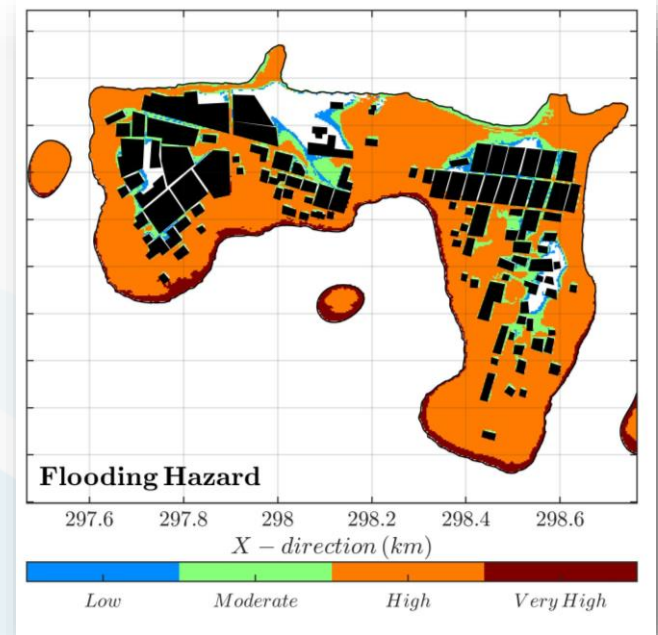 Flooding Hazard
297.6 297.8 298 298.2 298.4 298.6
X − direction (km)
Low Moderate High Very High